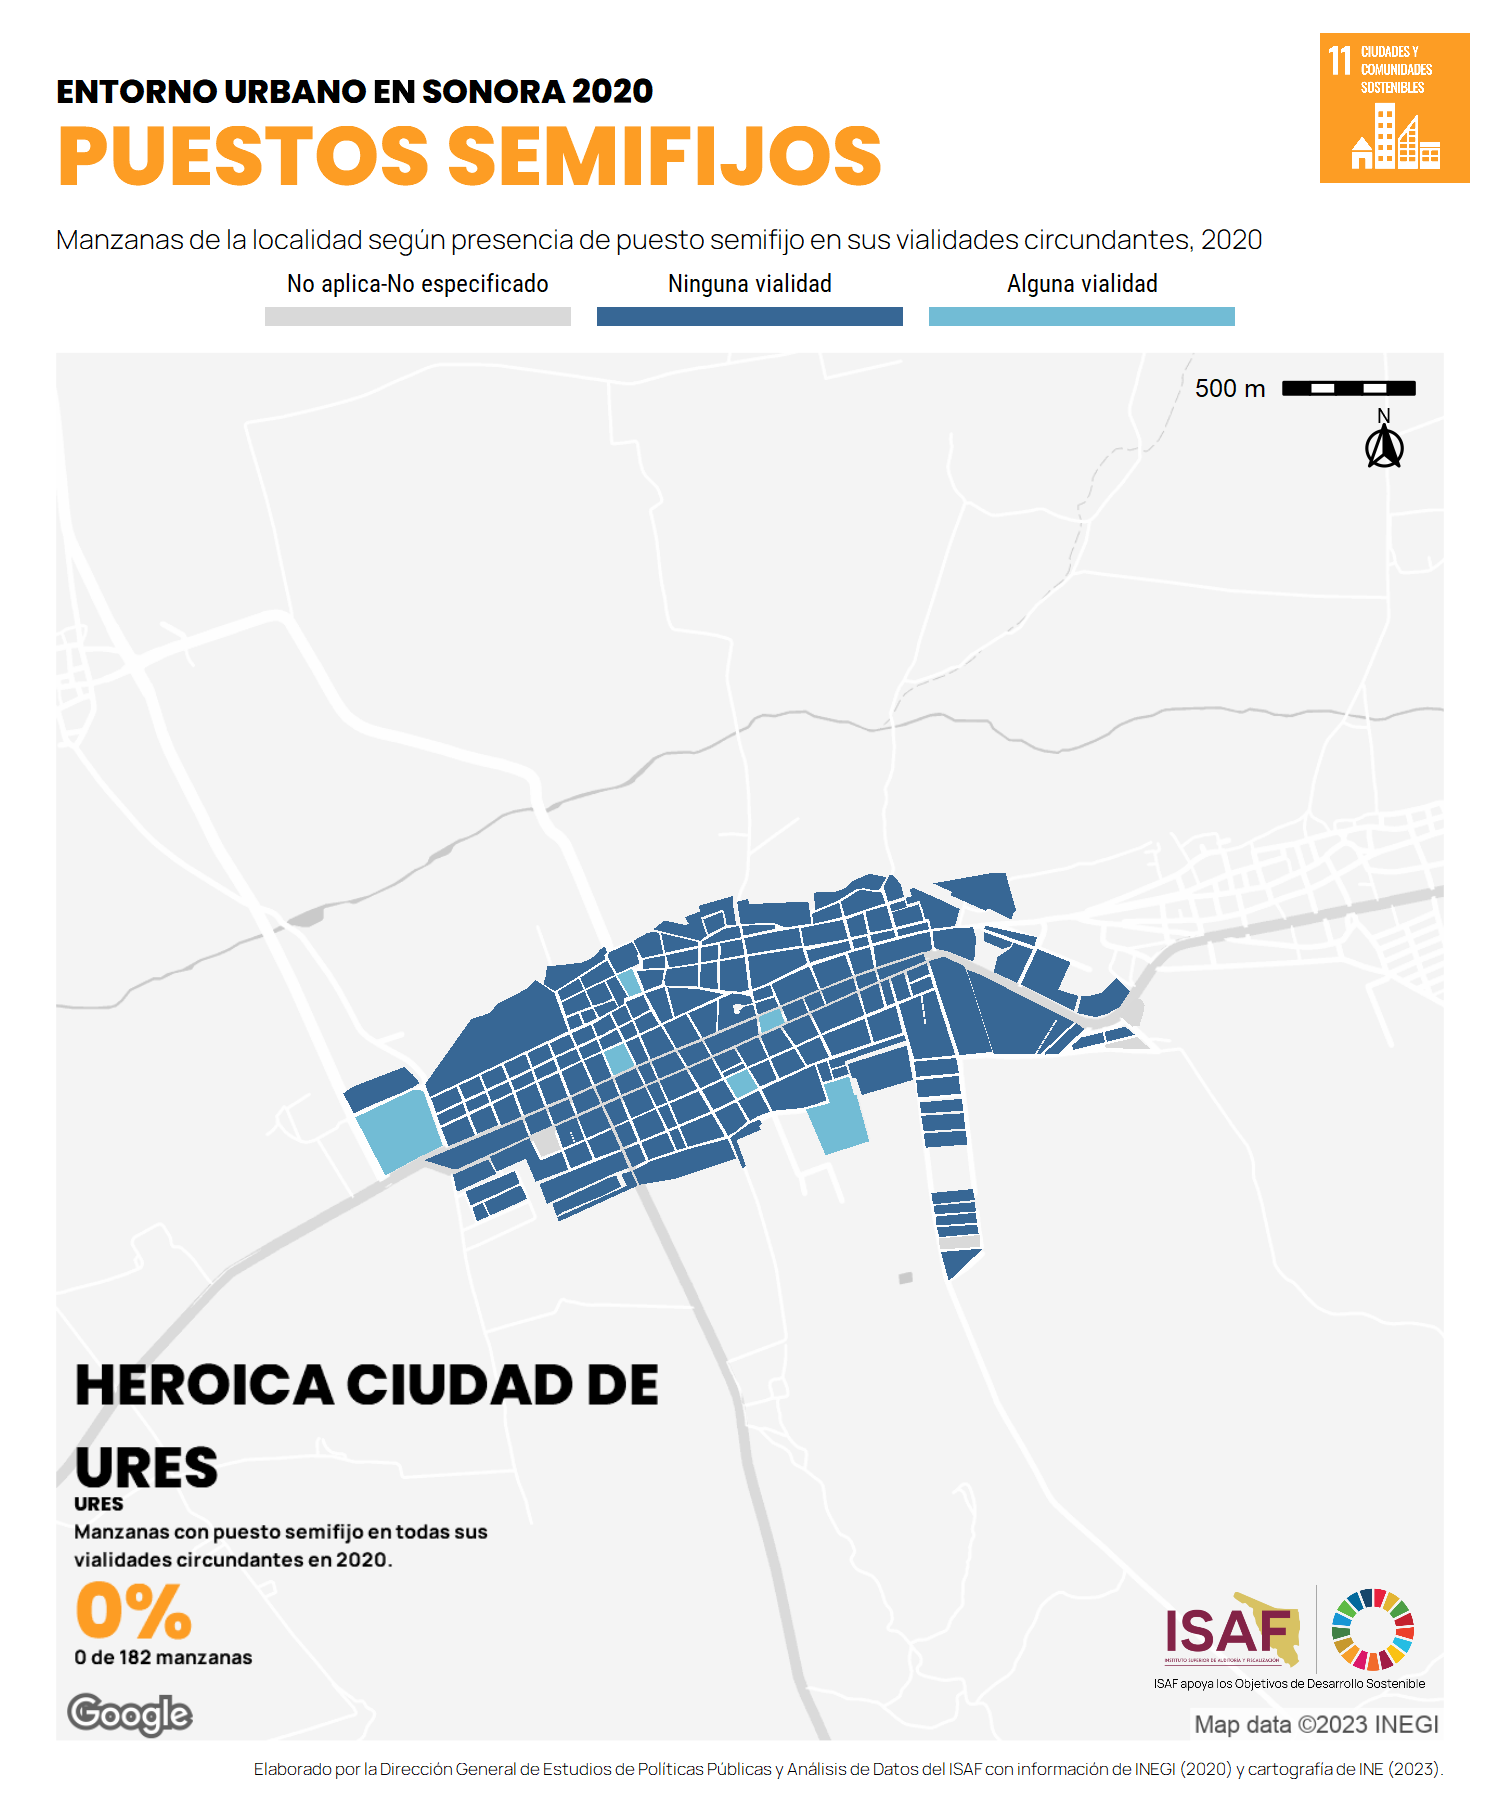 ENTORNO URBANO EN SONORA 2020
PUESTOS SEMIFIJOS
11 CIUDADES Y
COMUNIDADES
SOSTENIBLES
Manzanas de la localidad según presencia de puesto semifijo en sus vialidades circundantes, 2020
No aplica-No especificado
Ninguna vialidad
Alguna vialidad
500 m
N
HEROICA CIUDAD DE
URES
URES
Manzanas con puesto semifijo en todas sus
vialidades circundantes en 2020.
0%
0 de 182 manzanas
Google
ISAF
INSTITUTO SUPERIOR DE AUDITORÍA Y FISCALIZACIÓN
ISAF apoya los Objetivos de Desarrollo Sostenible
Map data ©2023 INEGI
Elaborado por la Dirección General de Estudios de Políticas Públicas y Análisis de Datos del ISAF con información de INEGI (2020) y cartografía de INE (2023).